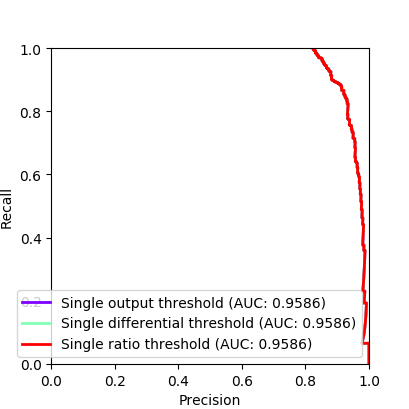 1.0
0.8
0.6
0.4
0.2
0.0
Recall
Single output threshold (AUC: 0.9586)
Single differential threshold (AUC: 0.9586)
Single ratio threshold (AUC: 0.9586)
0.0 0.2 0.4 0.6 0.8 1.0
Precision